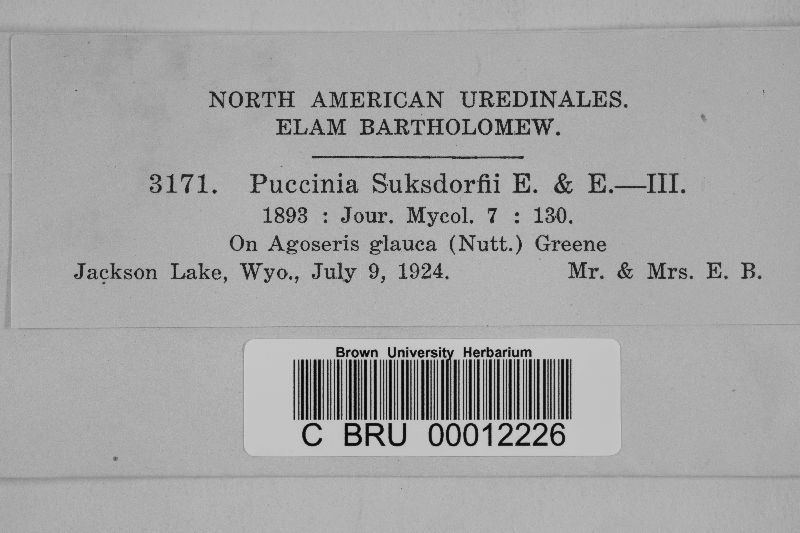 NORTH AMERICAN UREDINALES.
ELAM BARTHOLOMEW.
3171. Puccinia Suksdorfii E. & E.—III.
1893 : Jour. Mycol. 7 : 130.
On Agoseris glauca (Nutt.) Greene
Jackson Lake, Wyo., July 9, 1924. Mr. & Mrs. E. B.
Brown University Herbarium
C BRU 00012226